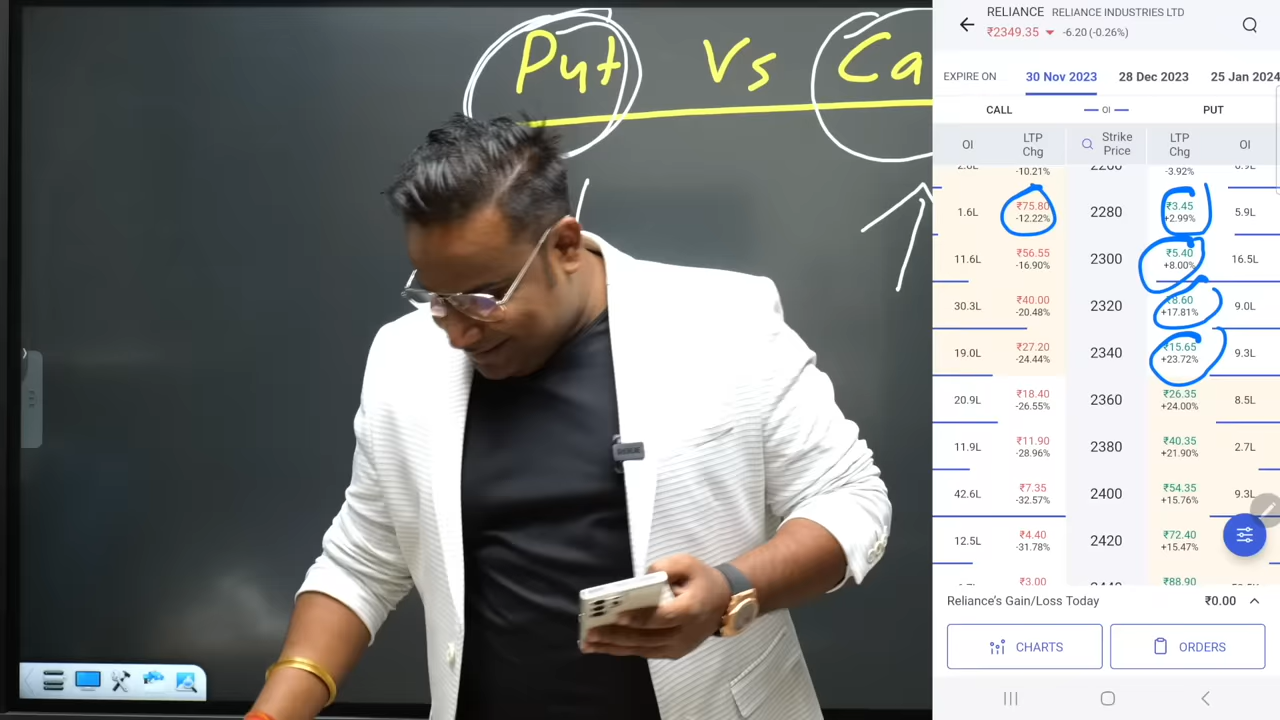 Put Vs Ca
RELIANCE RELIANCE INDUSTRIES LTD
₹2349.35 ▼ -6.20 (-0.26%)
EXPIRE ON 30 Nov 2023 28 Dec 2023 25 Jan 2024
CALL OI PUT
OI LTP Chg Strike Price LTP Chg OI
-10.21% -3.92%
1.6L ₹75.80 -12.22% 2280 ₹3.45 +2.99% 5.9L
11.6L ₹56.55 -16.90% 2300 ₹5.40 +8.00% 16.5L
30.3L ₹40.00 -20.48% 2320 ₹8.60 +17.81% 9.0L
19.0L ₹27.20 -24.44% 2340 ₹15.65 +23.72% 9.3L
20.9L ₹18.40 -26.55% 2360 ₹26.35 +24.00% 8.5L
11.9L ₹11.90 -28.96% 2380 ₹40.35 +21.90% 2.7L
42.6L ₹7.35 -32.57% 2400 ₹54.35 +15.76% 9.3L
12.5L ₹4.40 -31.78% 2420 ₹72.40 +15.47%
₹3.00 ₹88.90
Reliance's Gain/Loss Today ₹0.00
CHARTS ORDERS